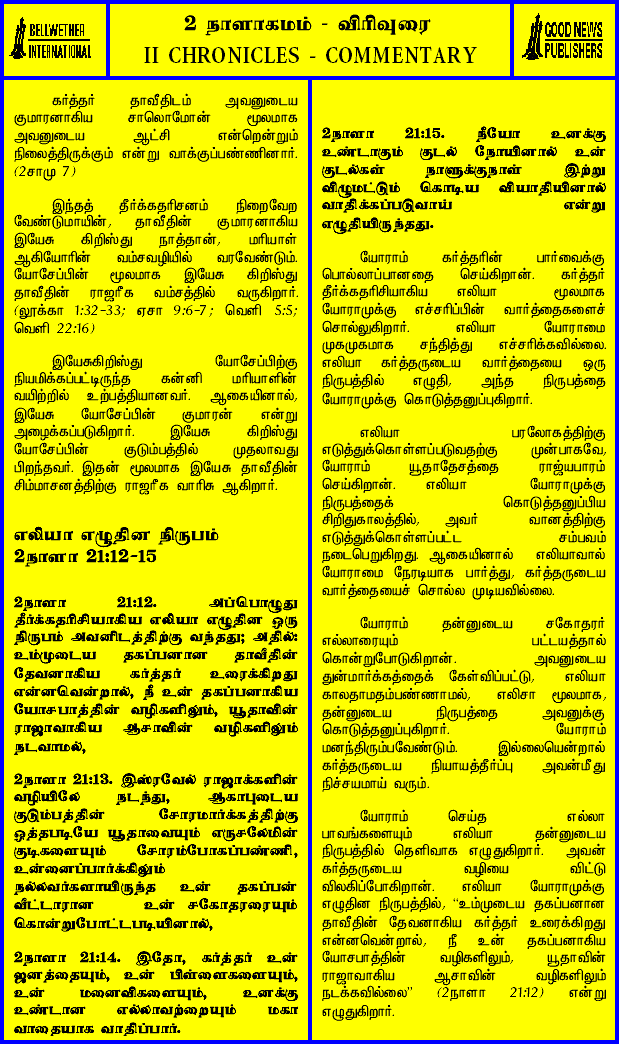 BELLWETHER
INTERNATIONAL
2 நாளாகமம் - விரிவுரை
II CHRONICLES - COMMENTARY
GOOD NEWS
PUBLISHERS
கர்த்தர் தாவீதிடம் அவனுடைய
குமாரனாகிய சாலொமோன் மூலமாக
அவனுடைய ஆட்சி என்றென்றும்
நிலைத்திருக்கும் என்று வாக்குப்பண்ணினார்.
(2சாமு 7)
இந்தத் தீர்க்கதரிசனம் நிறைவேற
வேண்டுமாயின், தாவீதின் குமாரனாகிய
இயேசு கிறிஸ்து நாத்தான், மரியாள்
ஆகியோரின் வம்சவழியில் வரவேண்டும்.
யோசேப்பின் மூலமாக இயேசு கிறிஸ்து
தாவீதின் ராஜரீக வம்சத்தில் வருகிறார்.
(லூக்கா 1:32-33; ஏசா 9:6-7; வெளி 5:5;
வெளி 22:16)
இயேசுகிறிஸ்து யோசேப்பிற்கு
நியமிக்கப்பட்டிருந்த கன்னி மரியாளின்
வயிற்றில் உற்பத்தியானவர். ஆகையினால்,
இயேசு யோசேப்பின் குமாரன் என்று
அழைக்கப்படுகிறார். இயேசு கிறிஸ்து
யோசேப்பின் குடும்பத்தில் முதலாவது
பிறந்தவர். இதன் மூலமாக இயேசு தாவீதின்
சிம்மாசனத்திற்கு ராஜரீக வாரிசு ஆகிறார்.
எலியா எழுதின நிருபம்
2நாளா 21:12-15
2நாளா 21:12. அப்பொழுது
தீர்க்கதரிசியாகிய எலியா எழுதின ஒரு
நிருபம் அவனிடத்திற்கு வந்தது; அதில்:
உம்முடைய தகப்பனான தாவீதின்
தேவனாகிய கர்த்தர் உரைக்கிறது
என்னவென்றால், நீ உன் தகப்பனாகிய
யோசபாத்தின் வழிகளிலும், யூதாவின்
ராஜாவாகிய ஆசாவின் வழிகளிலும்
நடவாமல்,
2நாளா 21:13. இஸ்ரவேல் ராஜாக்களின்
வழியிலே நடந்து, ஆகாபுடைய
குடும்பத்தின் சோரமார்க்கத்திற்கு
ஒத்தபடியே யூதாவையும் எருசலேமின்
குடிகளையும் சோரம்போகப்பண்ணி,
உன்னைப்பார்க்கிலும்
நல்லவர்களாயிருந்த உன் தகப்பன்
வீட்டாரான உன் சகோதரரையும்
கொன்றுபோட்டபடியினால்,
2நாளா 21:14. இதோ, கர்த்தர் உன்
ஜனத்தையும், உன் பிள்ளைகளையும்,
உன் மனைவிகளையும், உனக்கு
உண்டான எல்லாவற்றையும் மகா
வாதையாக வாதிப்பார்.
2நாளா 21:15. நீயோ உனக்கு
உண்டாகும் குடல் நோயினால் உன்
குடல்கள் நாளுக்குநாள் இற்று
விழுமட்டும் கொடிய வியாதியினால்
வாதிக்கப்படுவாய் என்று
எழுதியிருந்தது.
யோராம் கர்த்தரின் பார்வைக்கு
பொல்லாப்பானதை செய்கிறான். கர்த்தர்
தீர்க்கதரிசியாகிய எலியா மூலமாக
யோராமுக்கு எச்சரிப்பின் வார்த்தைகளைச்
சொல்லுகிறார். எலியா யோராமை
முகமுகமாக சந்தித்து எச்சரிக்கவில்லை.
எலியா கர்த்தருடைய வார்த்தையை ஒரு
நிருபத்தில் எழுதி, அந்த நிருபத்தை
யோராமுக்கு கொடுத்தனுப்புகிறார்.
எலியா பரலோகத்திற்கு
எடுத்துக்கொள்ளப்படுவதற்கு முன்பாகவே,
யோராம் யூதாதேசத்தை ராஜ்யபாரம்
செய்கிறான். எலியா யோராமுக்கு
நிருபத்தைக் கொடுத்தனுப்பிய
சிறிதுகாலத்தில், அவர் வானத்திற்கு
எடுத்துக்கொள்ளப்பட்ட சம்பவம்
நடைபெறுகிறது. ஆகையினால் எலியாவால்
யோராமை நேரடியாக பார்த்து, கர்த்தருடைய
வார்த்தையைச் சொல்ல முடியவில்லை.
யோராம் தன்னுடைய சகோதரர்
எல்லாரையும் பட்டயத்தால்
கொன்றுபோடுகிறான். அவனுடைய
துன்மார்க்கத்தைக் கேள்விப்பட்டு, எலியா
காலதாமதம்பண்ணாமல், எலிசா மூலமாக,
தன்னுடைய நிருபத்தை அவனுக்கு
கொடுத்தனுப்புகிறார். யோராம்
மனந்திரும்பவேண்டும். இல்லையென்றால்
கர்த்தருடைய நியாயத்தீர்ப்பு அவன்மீது
நிச்சயமாய் வரும்.
யோராம் செய்த எல்லா
பாவங்களையும் எலியா தன்னுடைய
நிருபத்தில் தெளிவாக எழுதுகிறார். அவன்
கர்த்தருடைய வழியை விட்டு
விலகிப்போகிறான். எலியா யோராமுக்கு
எழுதின நிருபத்தில், "உம்முடைய தகப்பனான
தாவீதின் தேவனாகிய கர்த்தர் உரைக்கிறது
என்னவென்றால், நீ உன் தகப்பனாகிய
யோசபாத்தின் வழிகளிலும், யூதாவின்
ராஜாவாகிய ஆசாவின் வழிகளிலும்
நடக்கவில்லை" (2நாளா 21:12) என்று
எழுதுகிறார்.